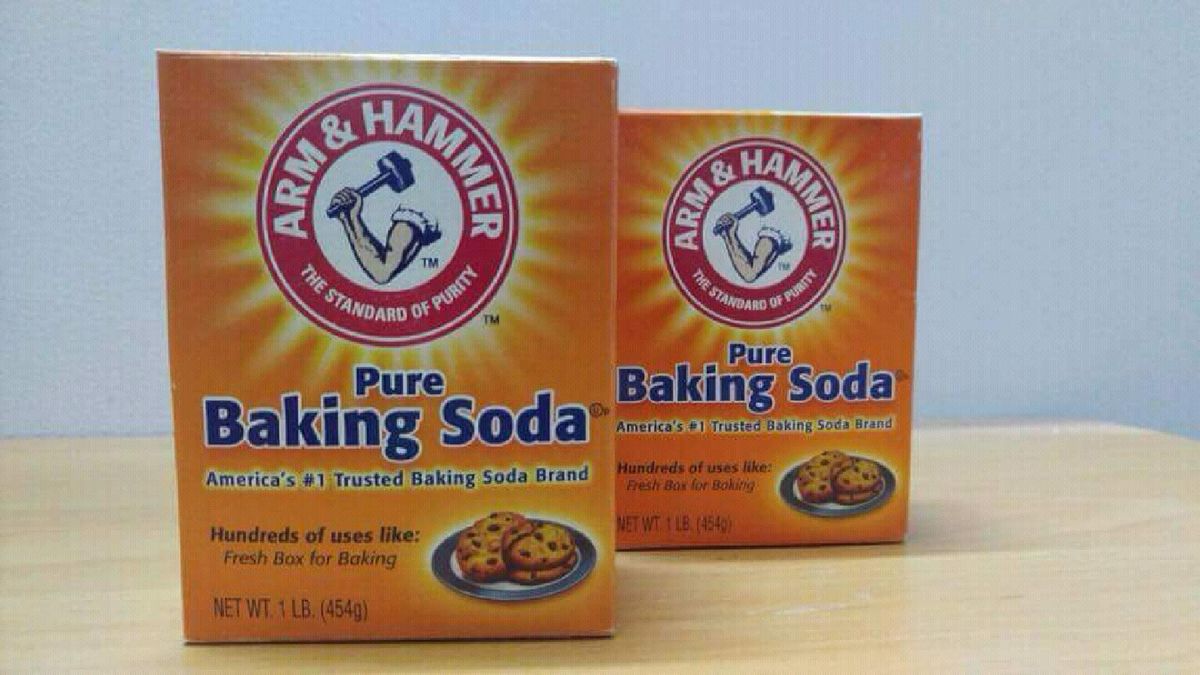 ARM & HAMMER
THE STANDARD OF PURITY
TM
TM
Pure
Baking Soda®
America's #1 Trusted Baking Soda Brand
Hundreds of uses like:
Fresh Box for Baking
NET WT. 1 LB. (454g)
ARM & HAMMER
THE STANDARD OF PURITY
TM
TM
Pure
Baking Soda®
America's #1 Trusted Baking Soda Brand
Hundreds of uses like:
Fresh Box for Baking
NET WT. 1 LB. (454g)